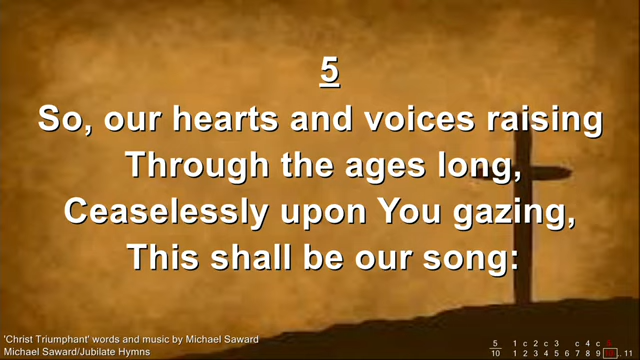 5
So, our hearts and voices raising
Through the ages long,
Ceaselessly upon You gazing,
This shall be our song:
'Christ Triumphant' words and music by Michael Saward
Michael Saward/Jubilate Hymns
5 1 c 2 c 3 c 4 c
10 1 2 3 4 5 6 7 8 9 10 . 11